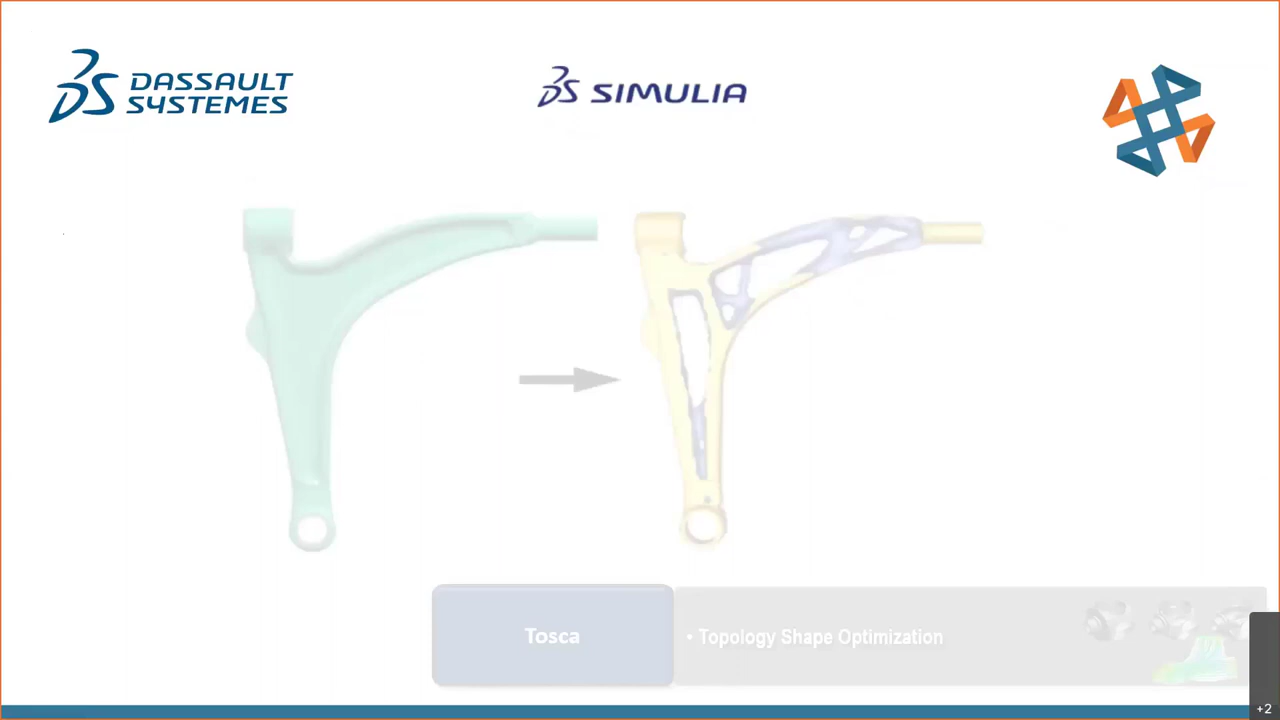 DASSAULT
SYSTEMES
SIMULIA
Tosca
• Topology Shape Optimization
+2